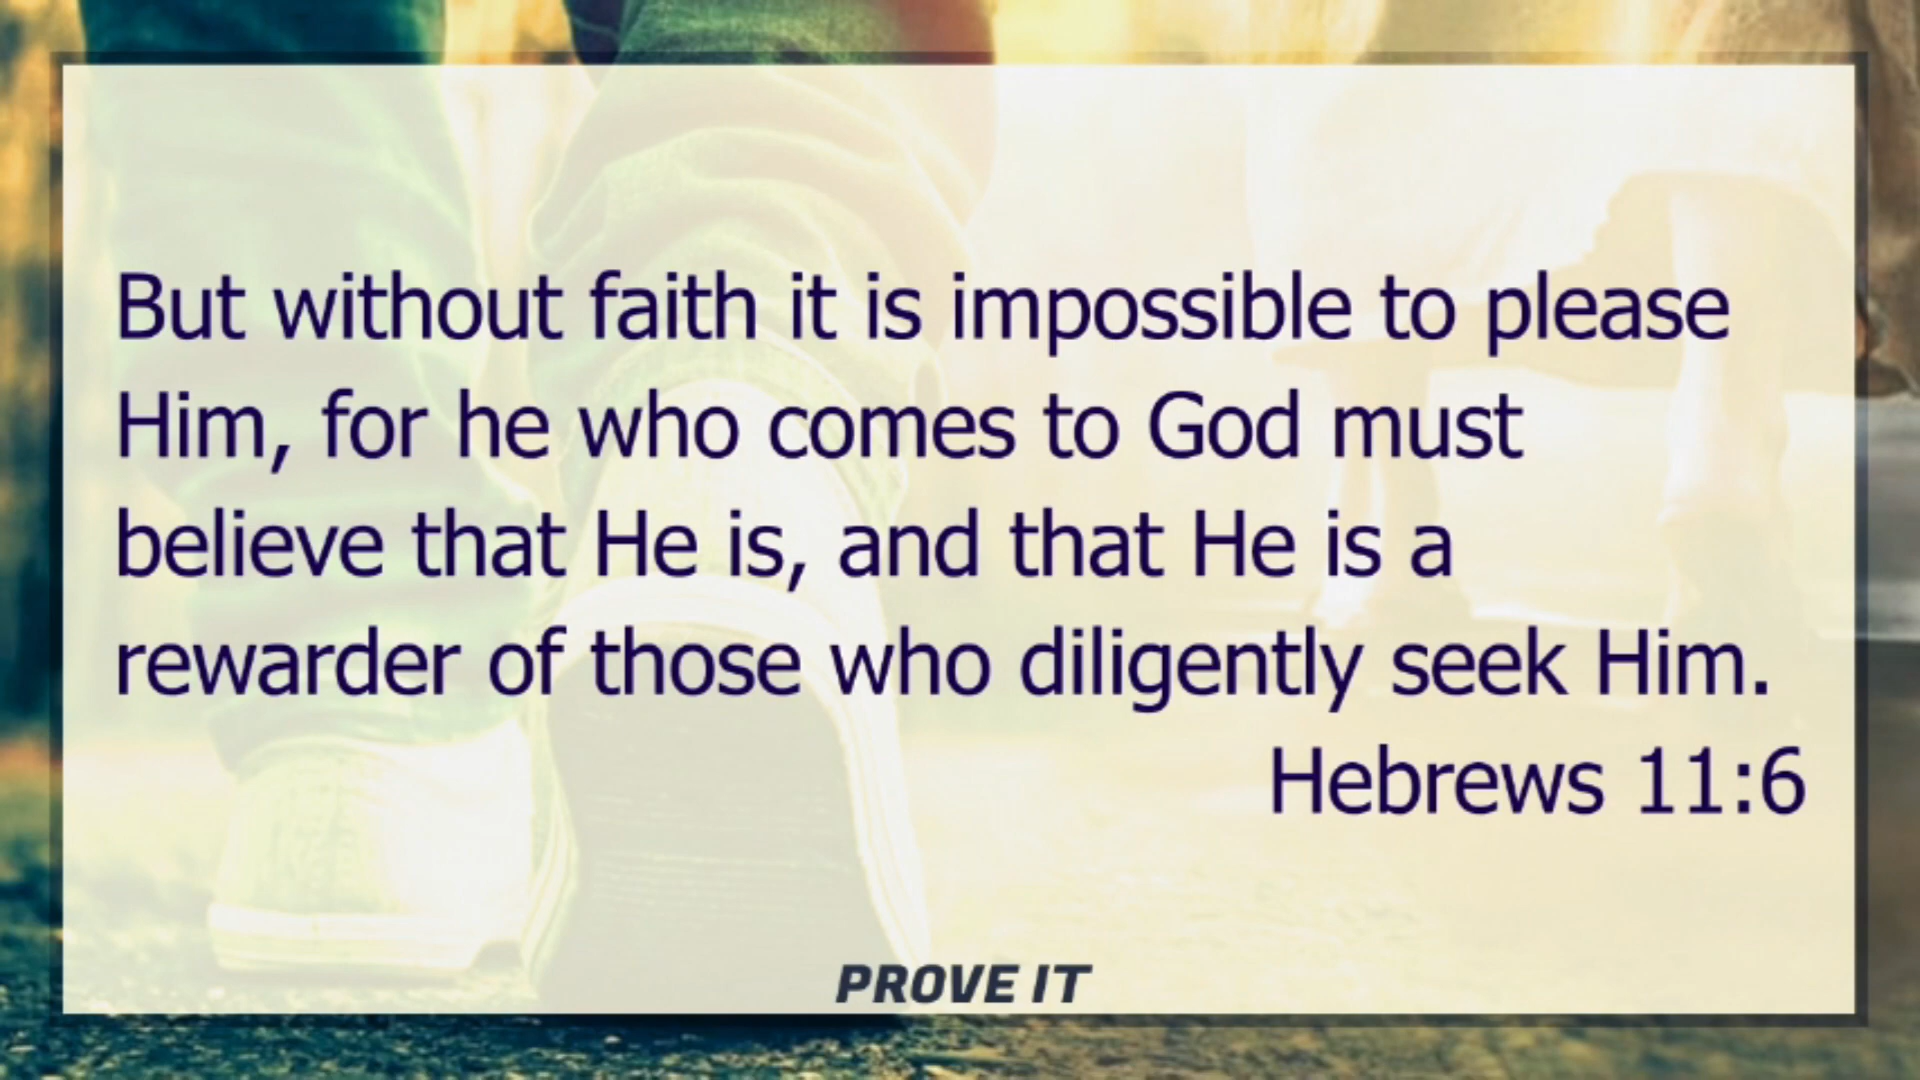 But without faith it is impossible to please
Him, for he who comes to God must
believe that He is, and that He is a
rewarder of those who diligently seek Him.
Hebrews 11:6
PROVE IT